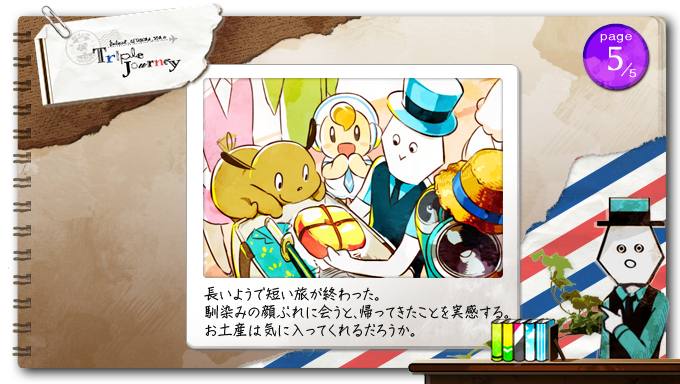 Triple
Journey
page
5/5
長いようで短い旅が終わった。
馴染みの顔ぶれに会うと、帰ってきたことを実感する。
お土産は気に入ってくれるだろうか。